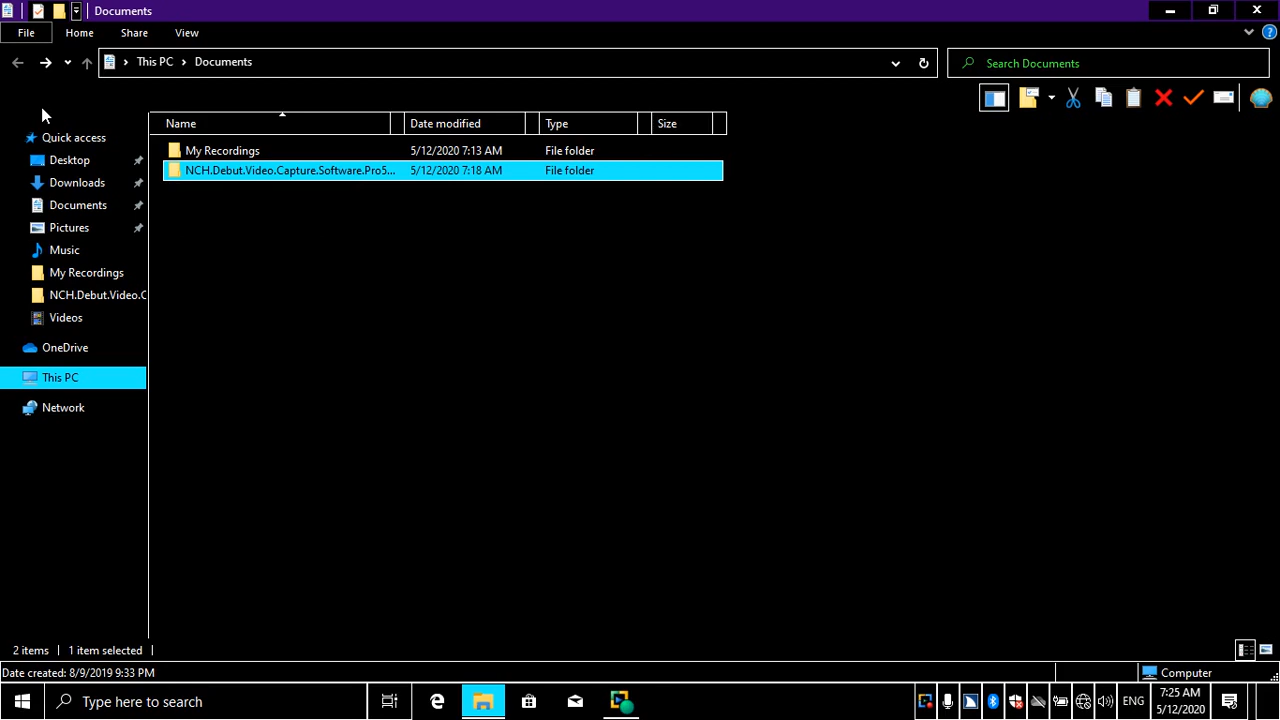 Documents
File Home Share View
This PC Documents
Search Documents
Name Date modified Type Size
My Recordings 5/12/2020 7:13 AM File folder
NCH.Debut.Video.Capture.Software.Pro5... 5/12/2020 7:18 AM File folder
Quick access
Desktop
Downloads
Documents
Pictures
Music
My Recordings
NCH.Debut.Video.C
Videos
OneDrive
This PC
Network
2 items 1 item selected
Date created: 8/9/2019 9:33 PM Computer
Type here to search
ENG
7:25 AM
5/12/2020